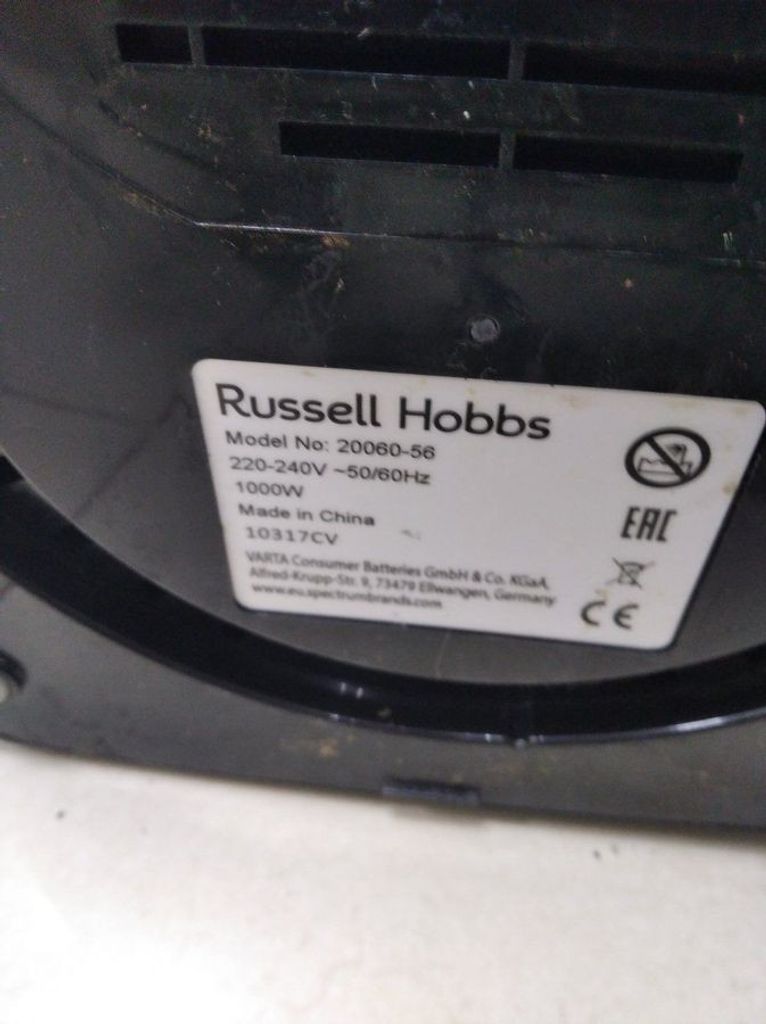 Russell Hobbs
Model No: 20060-56
220-240V ~50/60Hz
1000W
Made in China
10317CV
VARTA Consumer Batteries GmbH & Co. KGaA,
Alfred-Krupp-Str. 9, 73479 Ellwangen, Germany
www.eu.spectrumbrands.com
EAC
CE